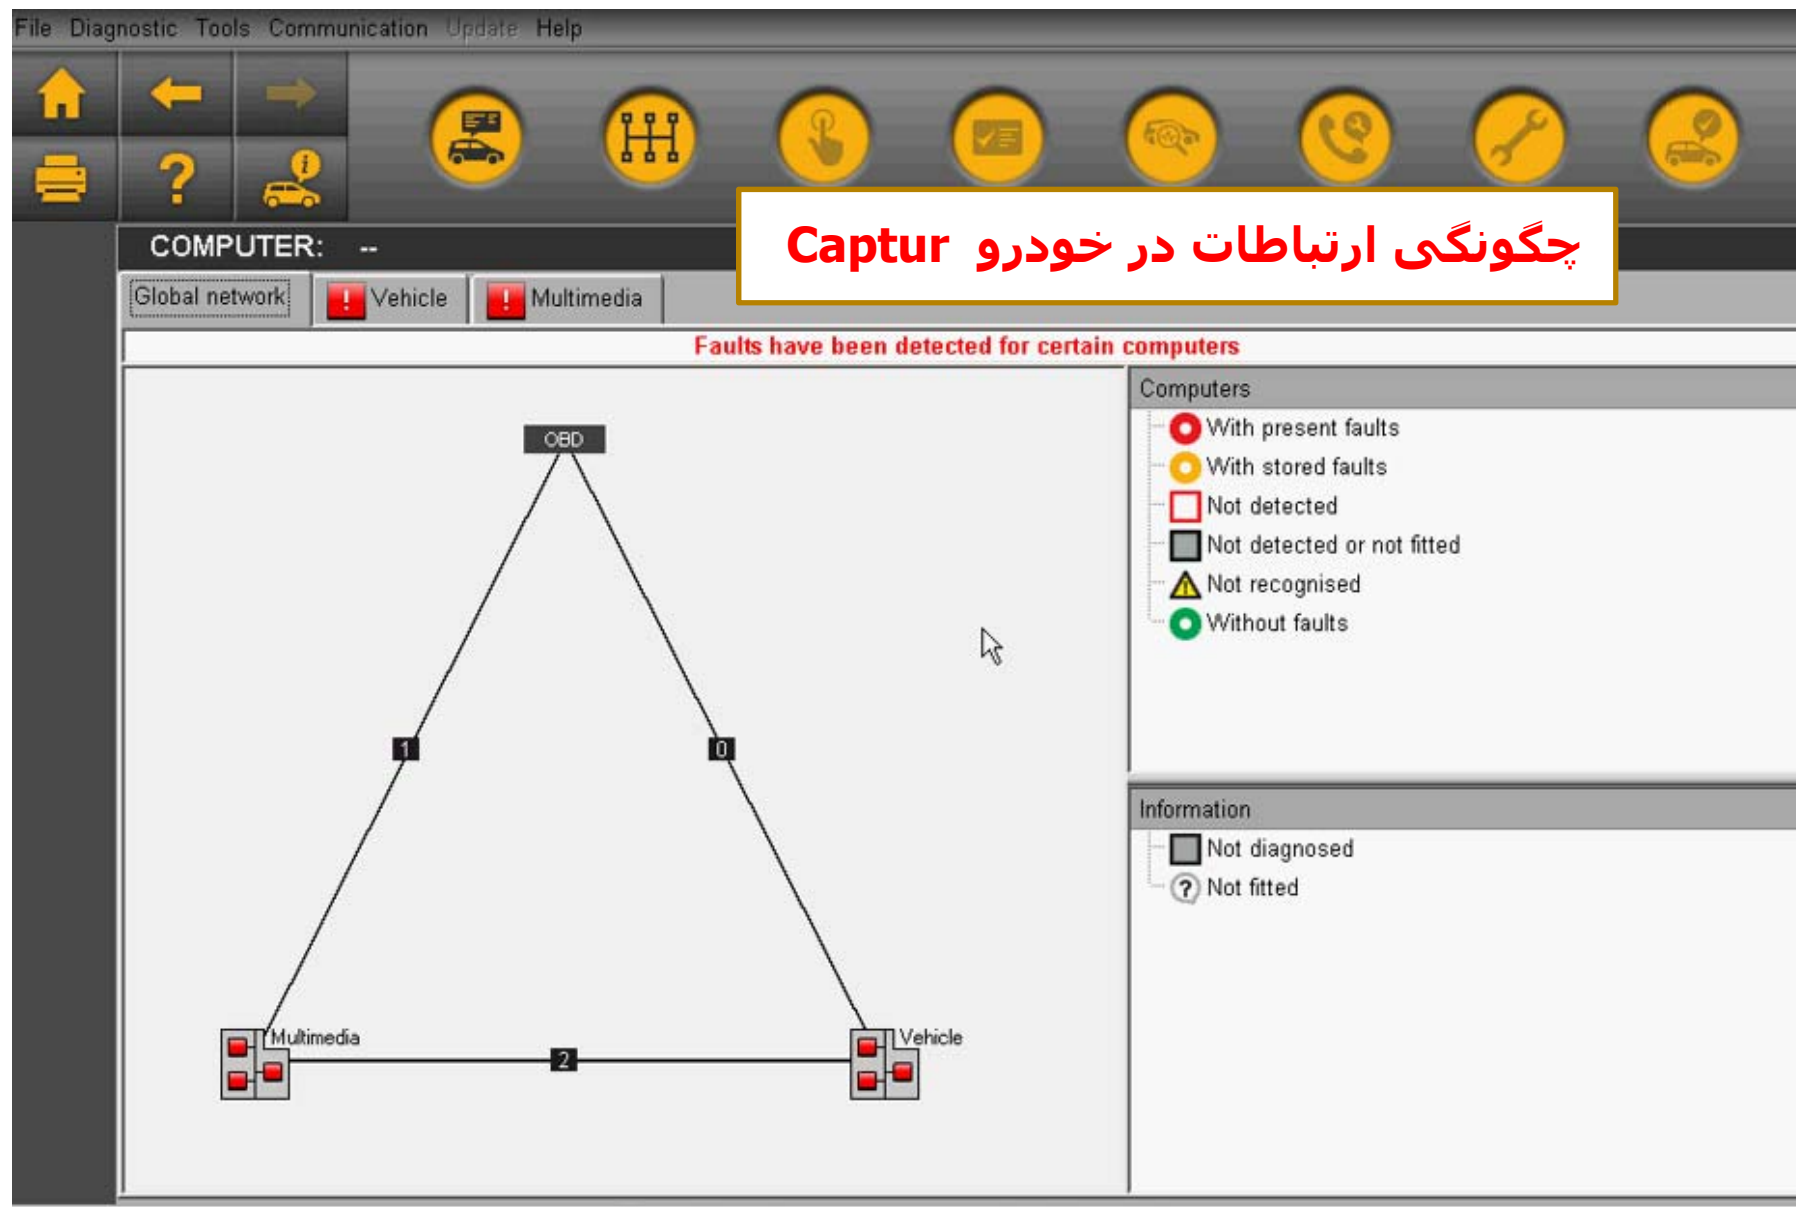 File Diagnostic Tools Communication Update Help
چگونگی ارتباطات در خودرو Captur
COMPUTER: --
Global network ! Vehicle ! Multimedia
Faults have been detected for certain computers
OBD
1
0
Multimedia
2
Vehicle
Computers
With present faults
With stored faults
Not detected
Not detected or not fitted
Not recognised
Without faults
Information
Not diagnosed
? Not fitted